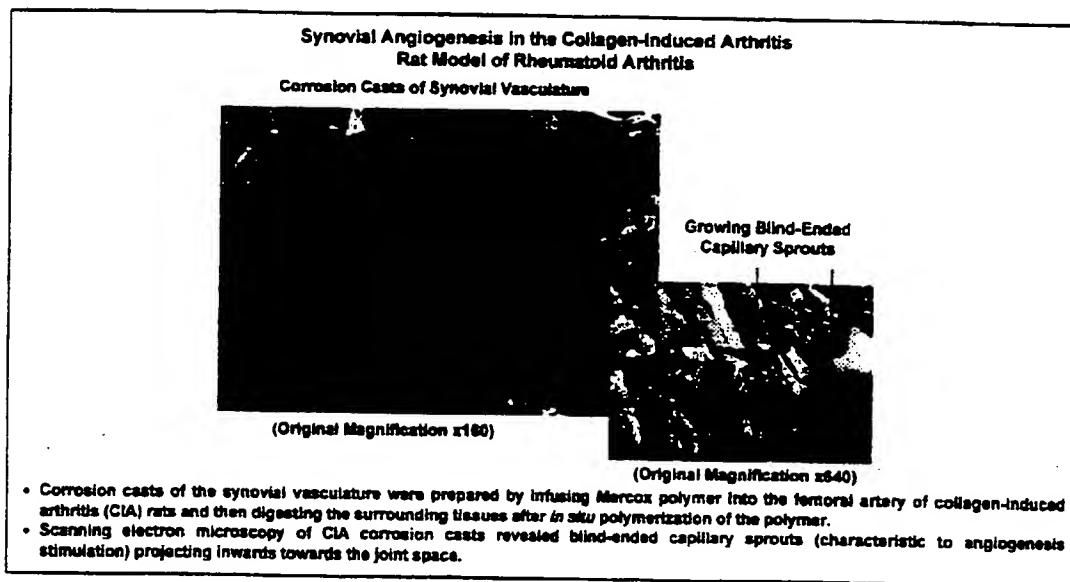 Synovial Angiogenesis in the Collagen-Induced Arthritis
Rat Model of Rheumatoid Arthritis
Corrosion Casts of Synovial Vasculature
Growing Blind-Ended
Capillary Sprouts
(Original Magnification x160)
(Original Magnification x640)
• Corrosion casts of the synovial vasculature were prepared by infusing Mercox polymer into the femoral artery of collagen-induced
arthritis (CIA) rats and then digesting the surrounding tissues after in situ polymerization of the polymer.
• Scanning electron microscopy of CIA corrosion casts revealed blind-ended capillary sprouts (characteristic to angiogenesis
stimulation) projecting inwards towards the joint space.